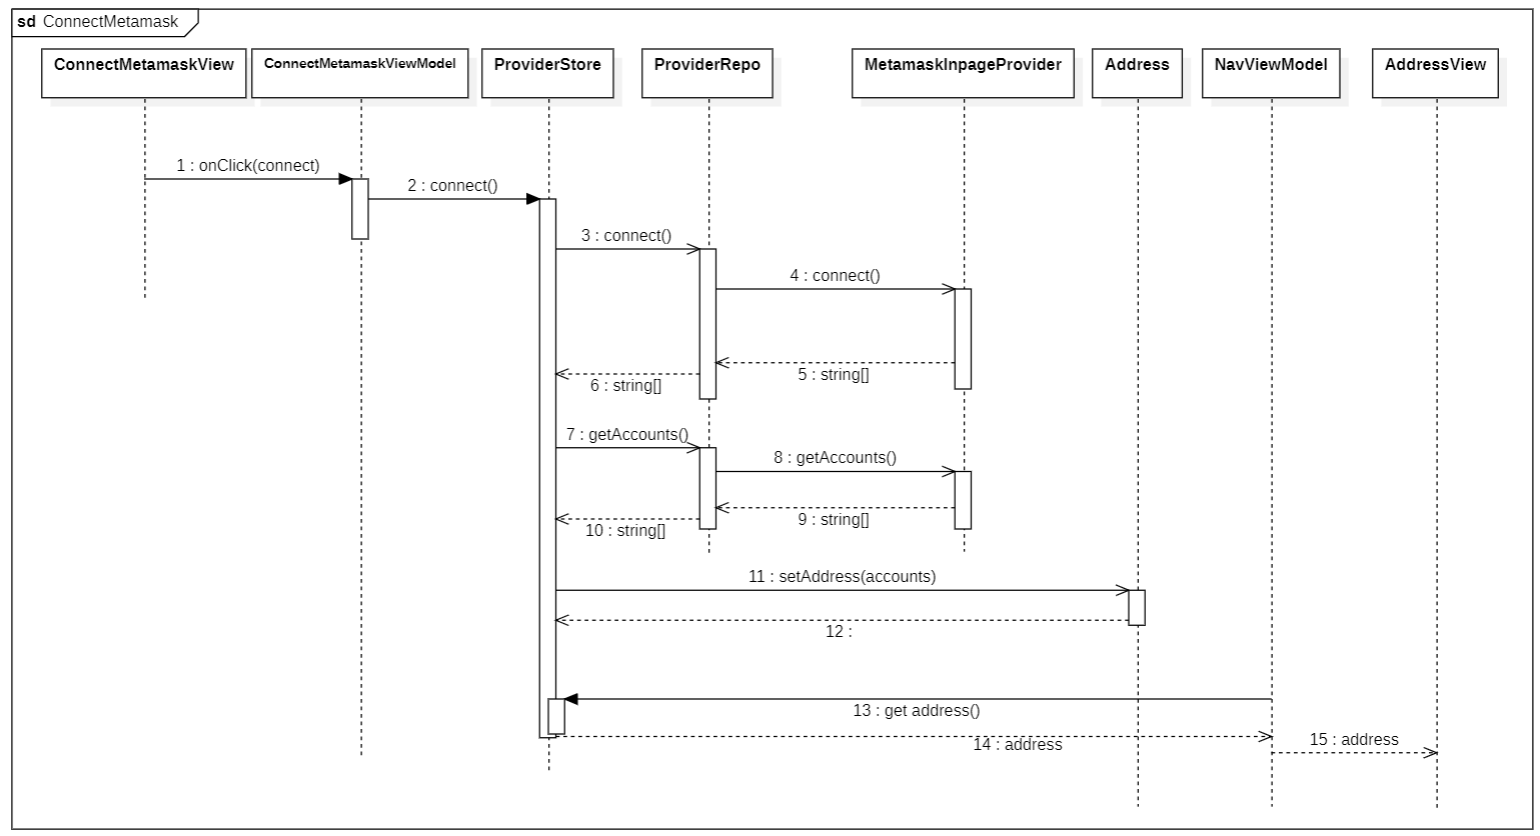 sd ConnectMetamask
ConnectMetamaskView
ConnectMetamaskViewModel
ProviderStore
ProviderRepo
MetamaskInpageProvider
Address
NavViewModel
AddressView
1 : onClick(connect)
2 : connect()
3 : connect()
4 : connect()
5 : string[]
6 : string[]
7 : getAccounts()
8 : getAccounts()
9 : string[]
10 : string[]
11 : setAddress(accounts)
12 :
13 : get address()
14 : address
15 : address